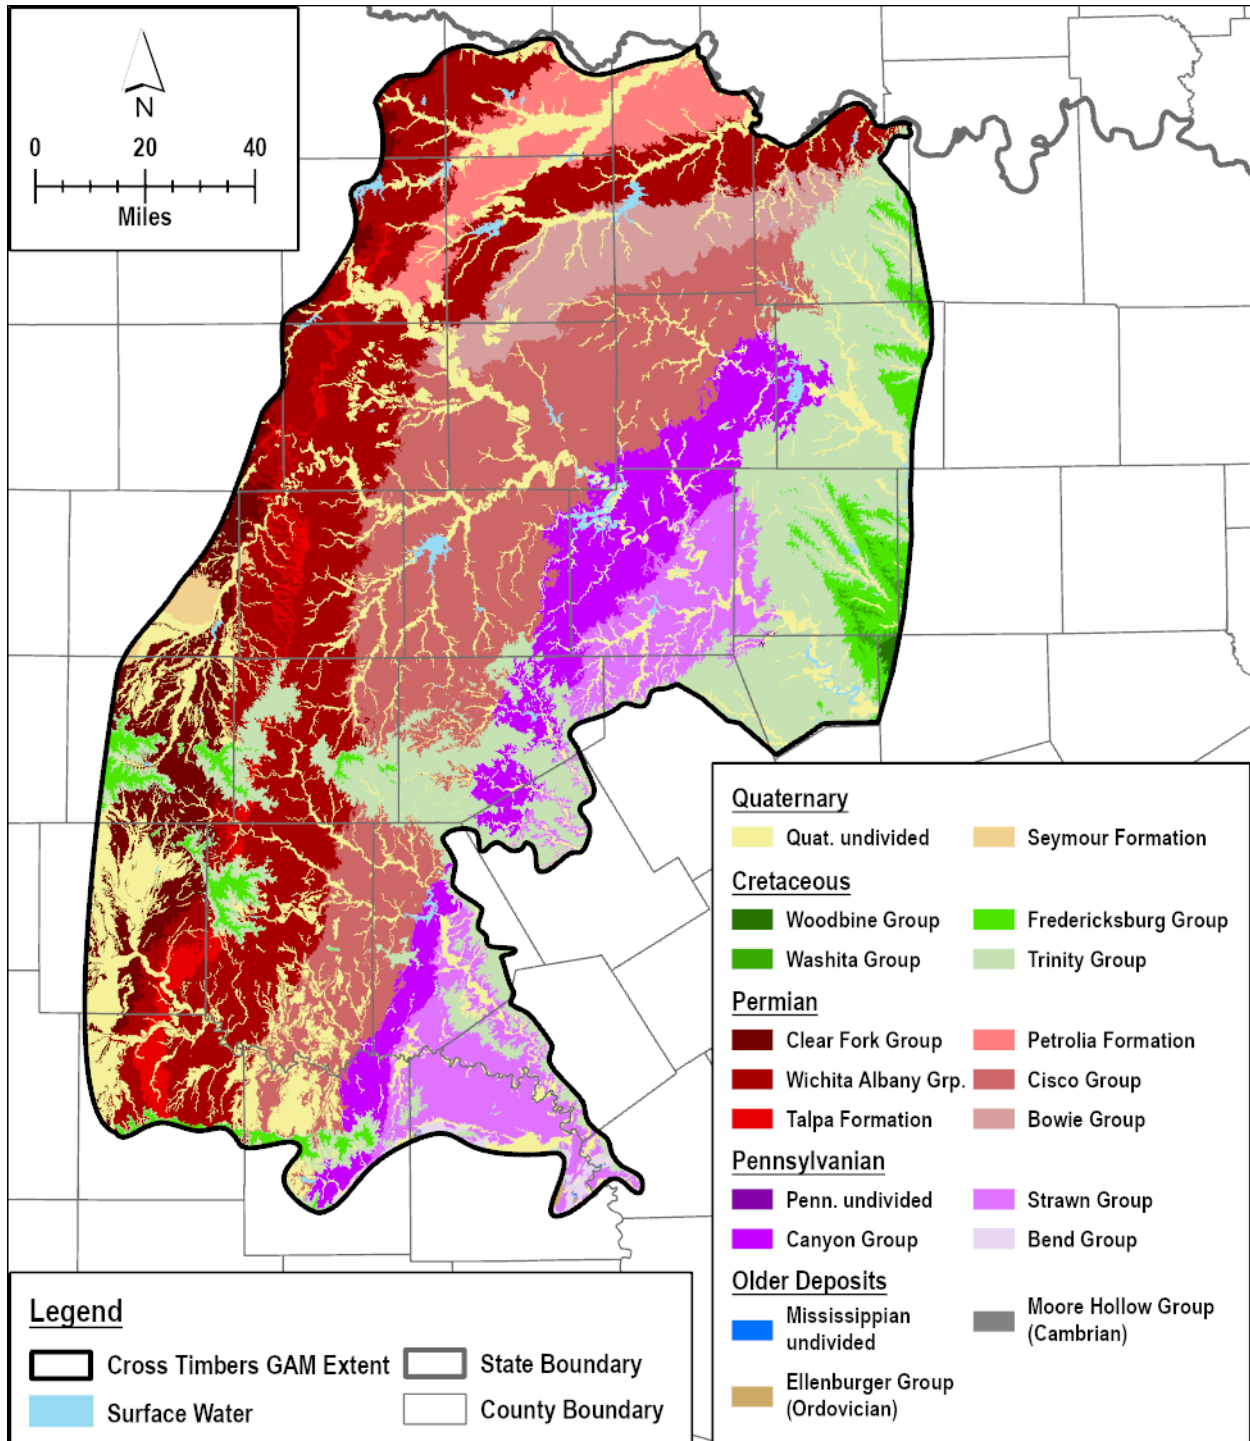 N
0 20 40
Miles
Quaternary
Quat. undivided Seymour Formation
Cretaceous
Woodbine Group Fredericksburg Group
Washita Group Trinity Group
Permian
Clear Fork Group Petrolia Formation
Wichita Albany Grp. Cisco Group
Talpa Formation Bowie Group
Pennsylvanian
Penn. undivided Strawn Group
Canyon Group Bend Group
Older Deposits
Mississippian
undivided
Moore Hollow Group
(Cambrian)
Ellenburger Group
(Ordovician)
Legend
Cross Timbers GAM Extent State Boundary
Surface Water County Boundary